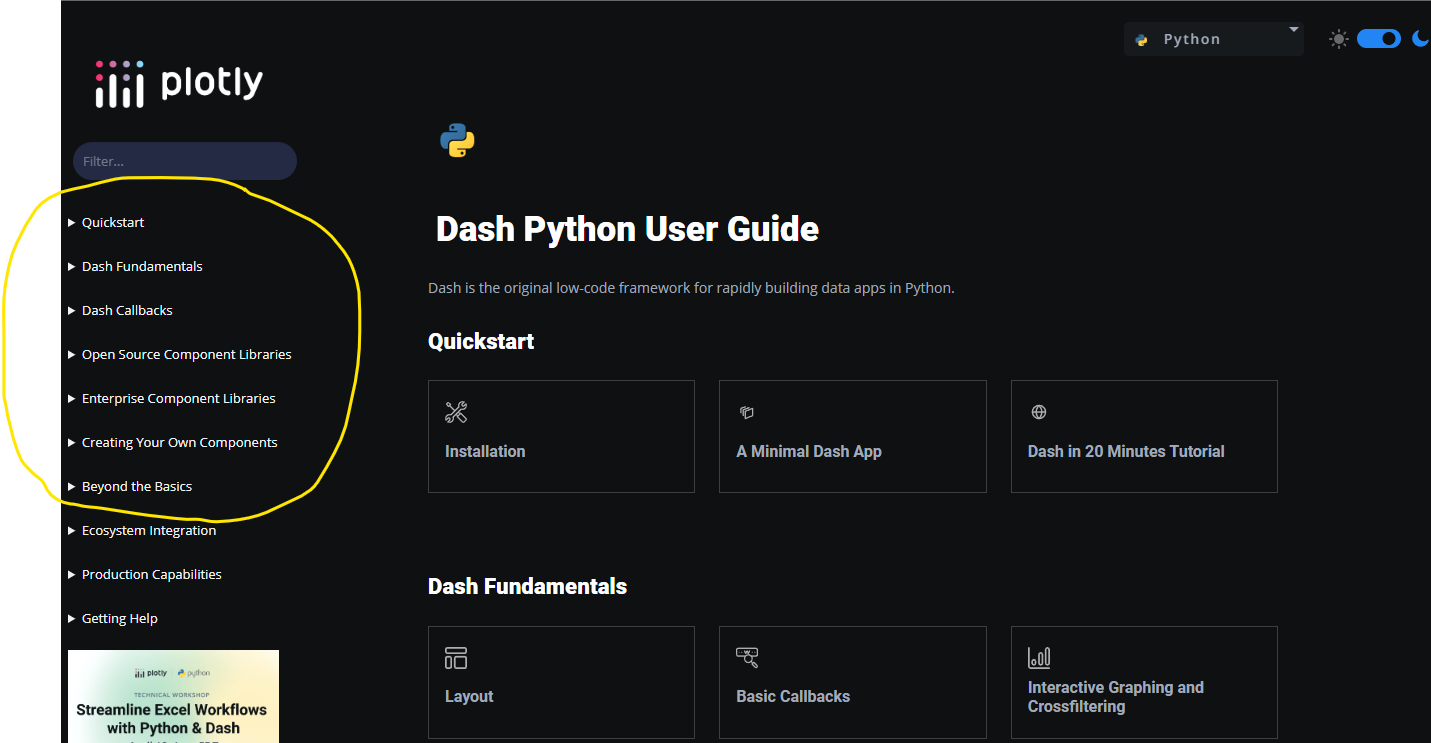 Python
plotly
Filter...
Quickstart
Dash Fundamentals
Dash Callbacks
Open Source Component Libraries
Enterprise Component Libraries
Creating Your Own Components
Beyond the Basics
Ecosystem Integration
Production Capabilities
Getting Help
plotly python
TECHNICAL WORKSHOP
Streamline Excel Workflows
with Python & Dash
Dash Python User Guide
Dash is the original low-code framework for rapidly building data apps in Python.
Quickstart
Installation
A Minimal Dash App
Dash in 20 Minutes Tutorial
Dash Fundamentals
Layout
Basic Callbacks
Interactive Graphing and
Crossfiltering